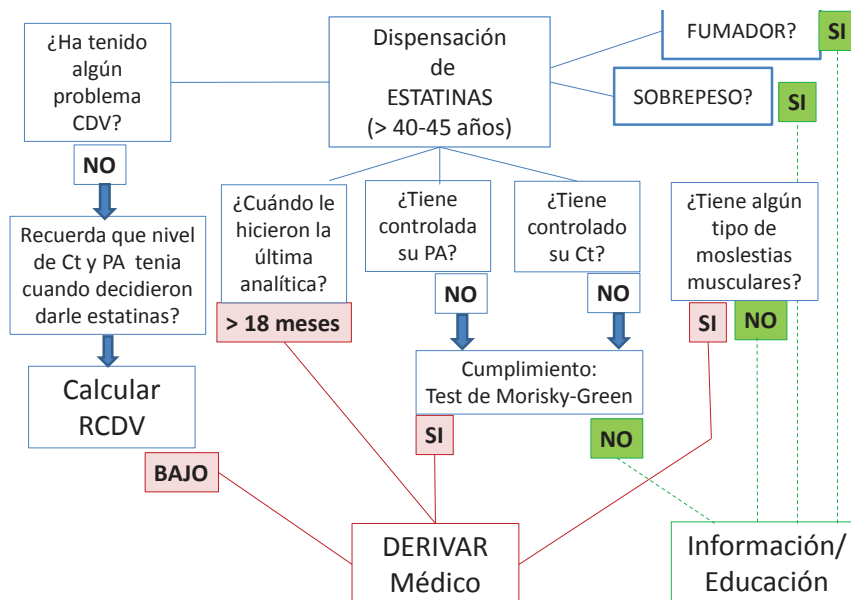 ¿Ha tenido
algún
problema
CDV?
Dispensación
de
ESTATINAS
(> 40-45 años)
FUMADOR?
SI
SOBREPESO?
SI
NO
Recuerda que nivel
de Ct y PA tenia
cuando decidieron
darle estatinas?
¿Cuándo le
hicieron la
última
analítica?
> 18 meses
¿Tiene
controlada
su PA?
NO
¿Tiene
controlado
su Ct?
NO
¿Tiene algún
tipo de
moslestias
musculares?
SI
NO
Cumplimiento:
Test de Morisky-Green
SI
NO
Calcular
RCDV
BAJO
DERIVAR
Médico
Información/
Educación